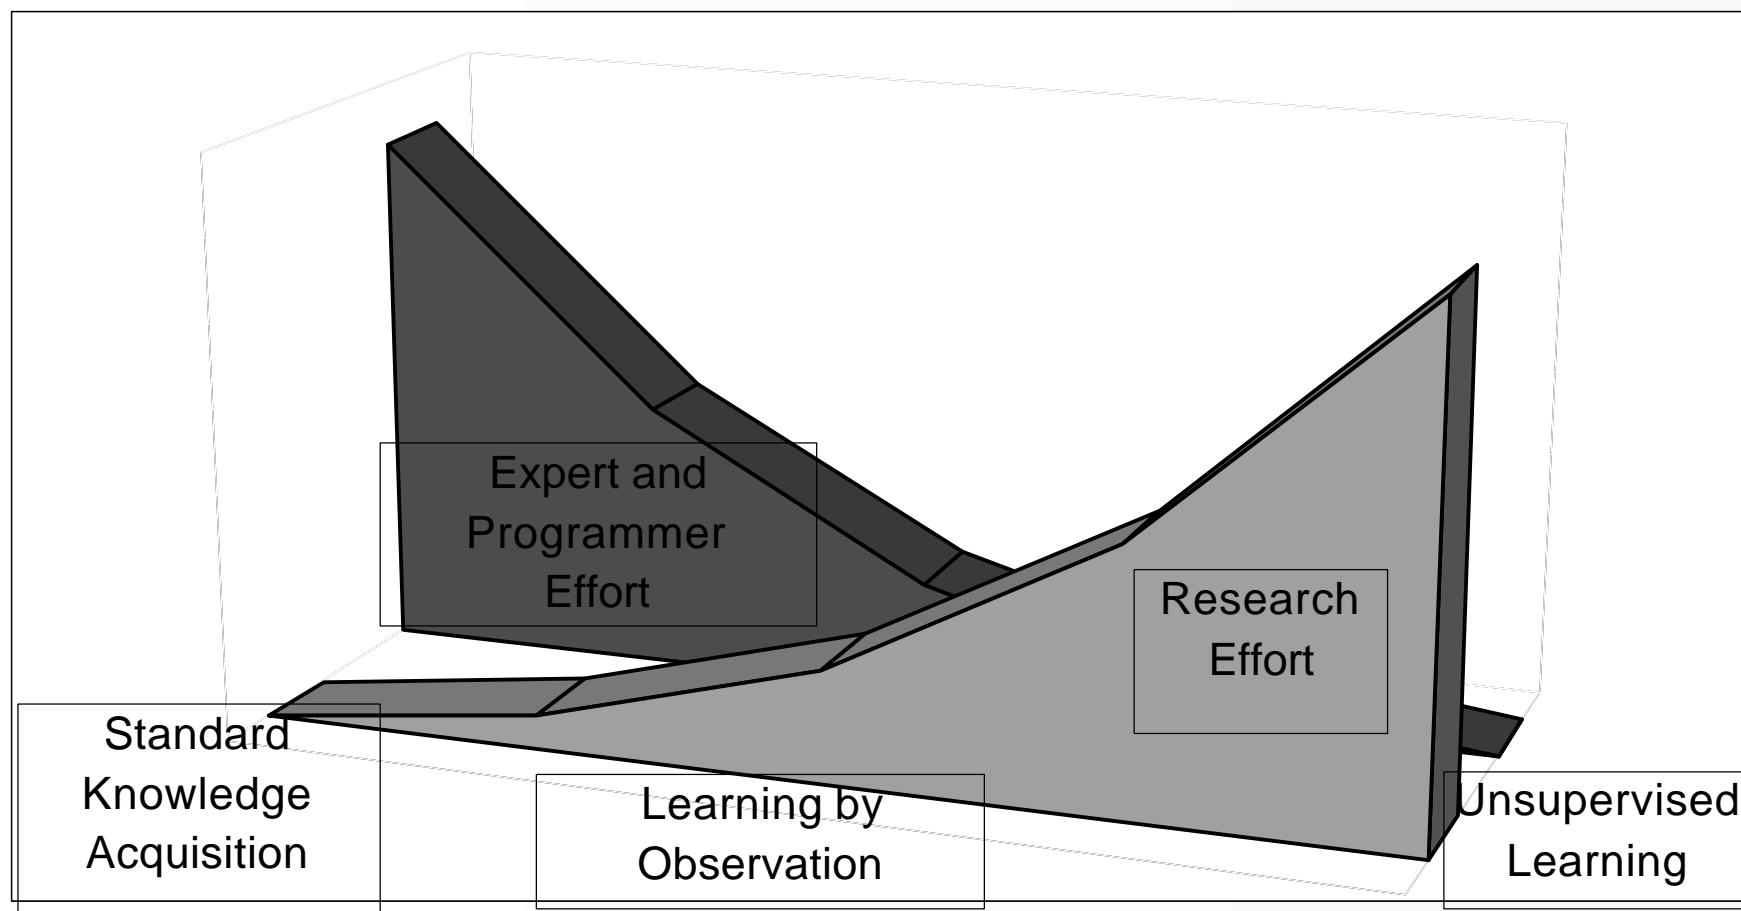 Expert and
Programmer
Effort
Research
Effort
Standard
Knowledge
Acquisition
Learning by
Observation
Unsupervised
Learning